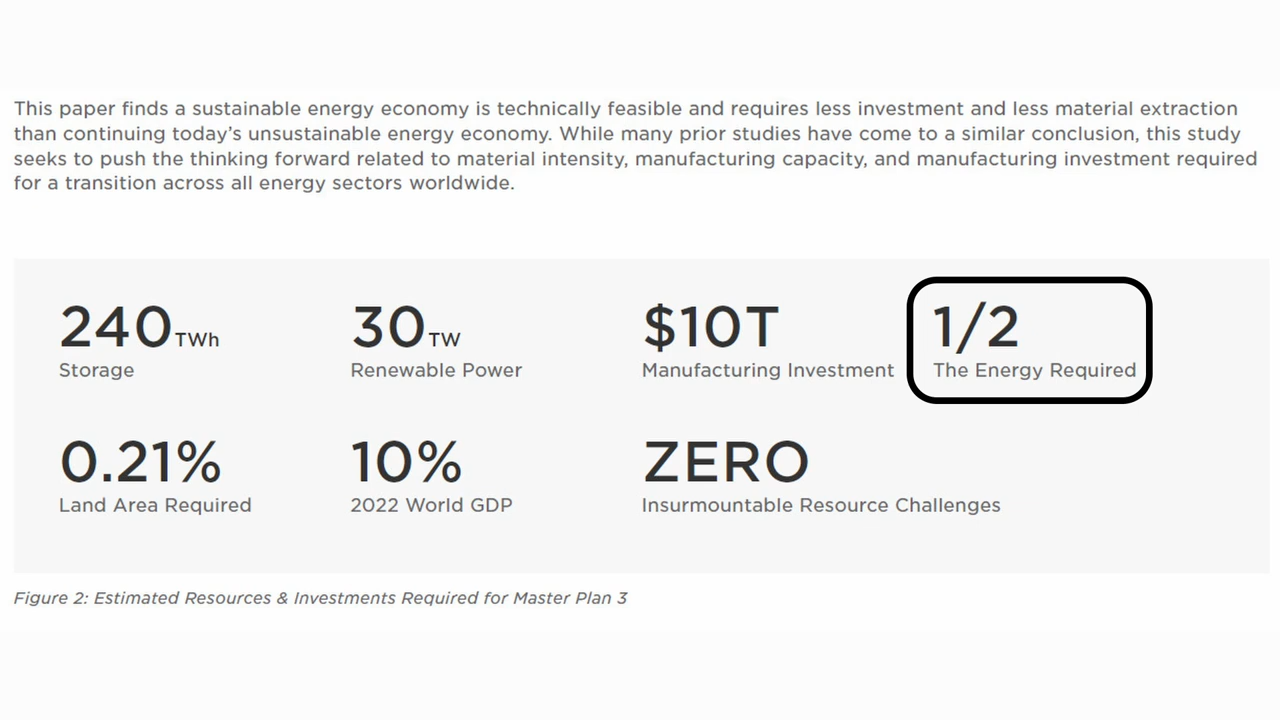 This paper finds a sustainable energy economy is technically feasible and requires less investment and less material extraction
than continuing today's unsustainable energy economy. While many prior studies have come to a similar conclusion, this study
seeks to push the thinking forward related to material intensity, manufacturing capacity, and manufacturing investment required
for a transition across all energy sectors worldwide.
240 TWh
Storage
30 TW
Renewable Power
$10T
Manufacturing Investment
1/2
The Energy Required
0.21%
Land Area Required
10%
2022 World GDP
ZERO
Insurmountable Resource Challenges
Figure 2: Estimated Resources & Investments Required for Master Plan 3